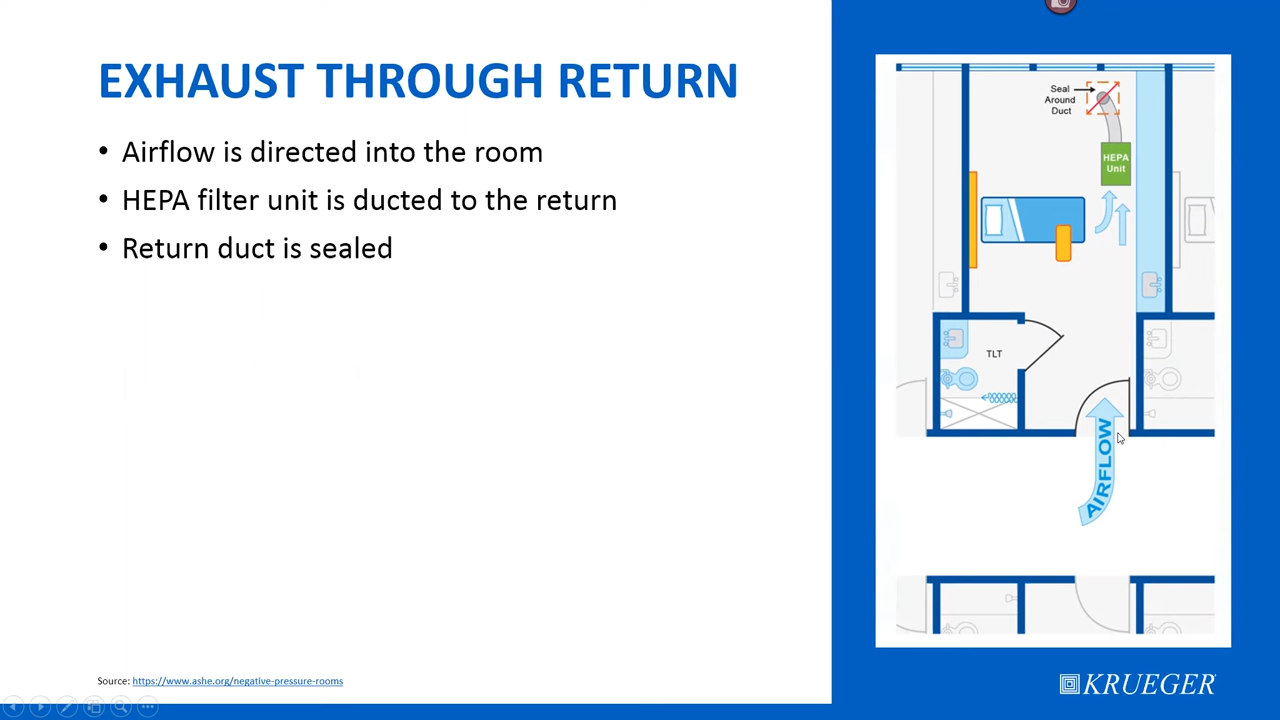 EXHAUST THROUGH RETURN
• Airflow is directed into the room
• HEPA filter unit is ducted to the return
• Return duct is sealed
Seal
Around
Duct
HEPA
Unit
TLT
AIRFLOW
Source: https://www.ashe.org/negative-pressure-rooms
KRUEGER